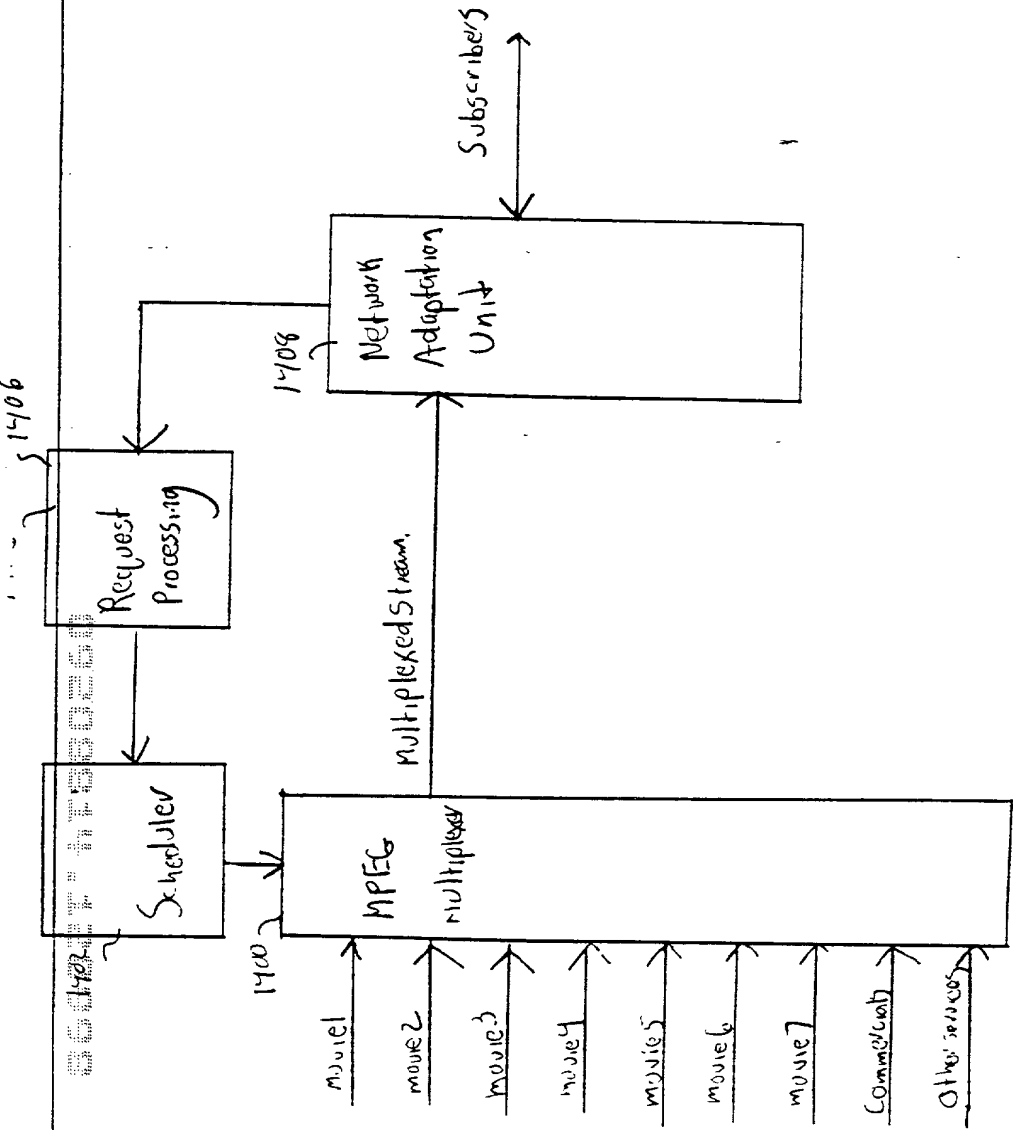 1406
Request
Processing
Scheduler
1408
Network
Adaptation
Unit
Subscribers
Multiplexed Stream.
1400
MPEG
Multiplexer
Movie1
movie2
movie3
movie4
movie5
movie6
movie7
Commercials
Other services